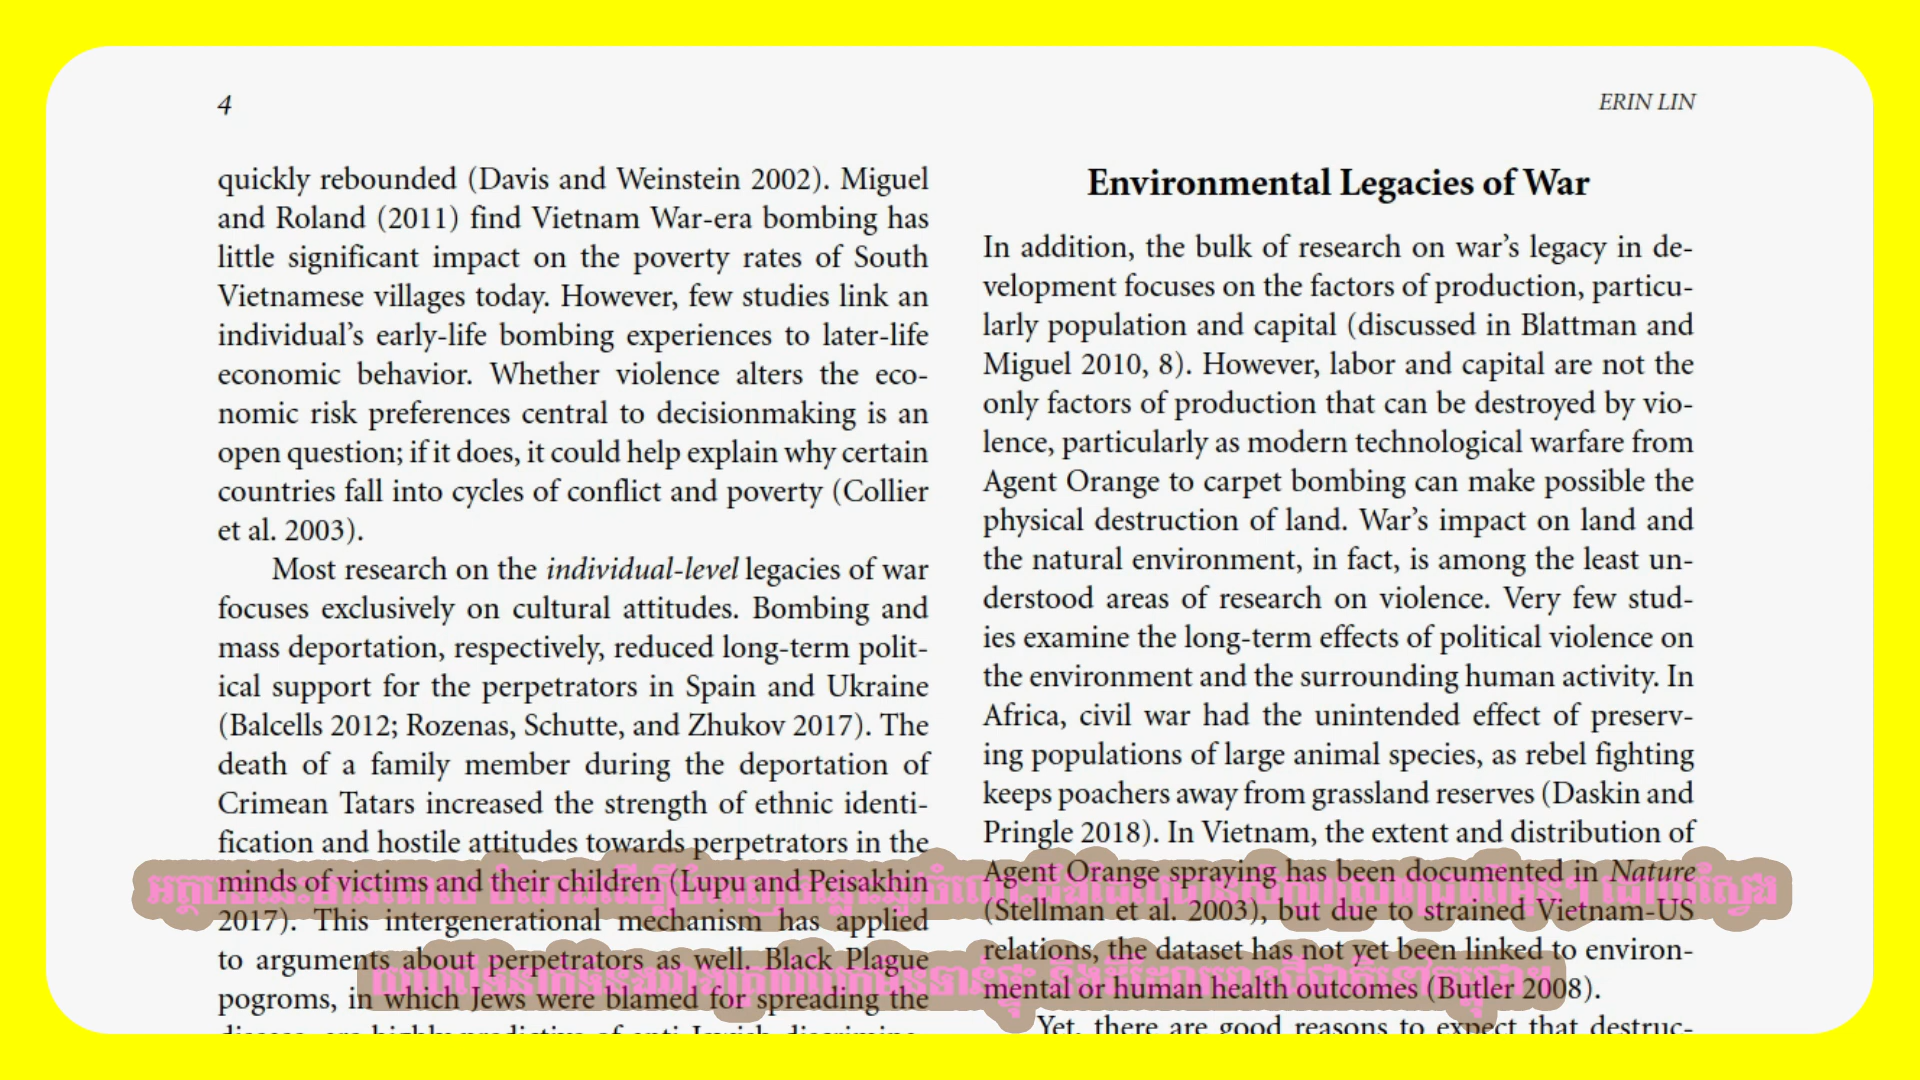 4
ERIN LIN
quickly rebounded (Davis and Weinstein 2002). Miguel
and Roland (2011) find Vietnam War-era bombing has
little significant impact on the poverty rates of South
Vietnamese villages today. However, few studies link an
individual’s early-life bombing experiences to later-life
economic behavior. Whether violence alters the eco-
nomic risk preferences central to decisionmaking is an
open question; if it does, it could help explain why certain
countries fall into cycles of conflict and poverty (Collier
et al. 2003).
Most research on the individual-level legacies of war
focuses exclusively on cultural attitudes. Bombing and
mass deportation, respectively, reduced long-term polit-
ical support for the perpetrators in Spain and Ukraine
(Balcells 2012; Rozenas, Schutte, and Zhukov 2017). The
death of a family member during the deportation of
Crimean Tatars increased the strength of ethnic identi-
fication and hostile attitudes towards perpetrators in the
minds of victims and their children (Lupu and Peisakhin
2017). This intergenerational mechanism has applied
to arguments about perpetrators as well. Black Plague
pogroms, in which Jews were blamed for spreading the
Environmental Legacies of War
In addition, the bulk of research on war’s legacy in de-
velopment focuses on the factors of production, particu-
larly population and capital (discussed in Blattman and
Miguel 2010, 8). However, labor and capital are not the
only factors of production that can be destroyed by vio-
lence, particularly as modern technological warfare from
Agent Orange to carpet bombing can make possible the
physical destruction of land. War’s impact on land and
the natural environment, in fact, is among the least un-
derstood areas of research on violence. Very few stud-
ies examine the long-term effects of political violence on
the environment and the surrounding human activity. In
Africa, civil war had the unintended effect of preserv-
ing populations of large animal species, as rebel fighting
keeps poachers away from grassland reserves (Daskin and
Pringle 2018). In Vietnam, the extent and distribution of
Agent Orange spraying has been documented in Nature
(Stellman et al. 2003), but due to strained Vietnam-US
relations, the dataset has not yet been linked to environ-
mental or human health outcomes (Butler 2008).
Yet, there are good reasons to expect that destruc-